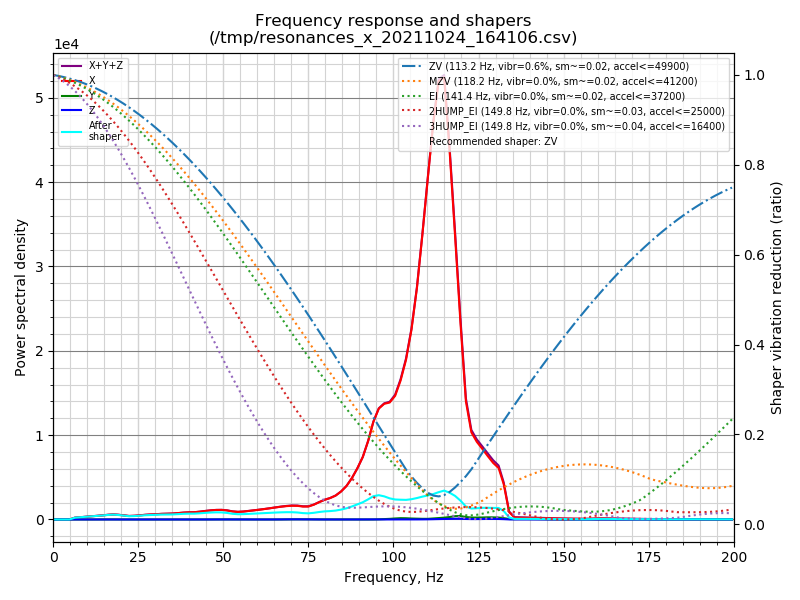 Frequency response and shapers
(/tmp/resonances_x_20211024_164106.csv)
1e4
X+Y+Z
X
Y
Z
After
shaper
ZV (113.2 Hz, vibr=0.6%, sm~=0.02, accel<=49900)
MZV (118.2 Hz, vibr=0.0%, sm~=0.02, accel<=41200)
EI (141.4 Hz, vibr=0.0%, sm~=0.02, accel<=37200)
2HUMP_EI (149.8 Hz, vibr=0.0%, sm~=0.03, accel<=25000)
3HUMP_EI (149.8 Hz, vibr=0.0%, sm~=0.04, accel<=16400)
Recommended shaper: ZV
5
4
3
2
1
0
Power spectral density
1.0
0.8
0.6
0.4
0.2
0.0
Shaper vibration reduction (ratio)
0 25 50 75 100 125 150 175 200
Frequency, Hz